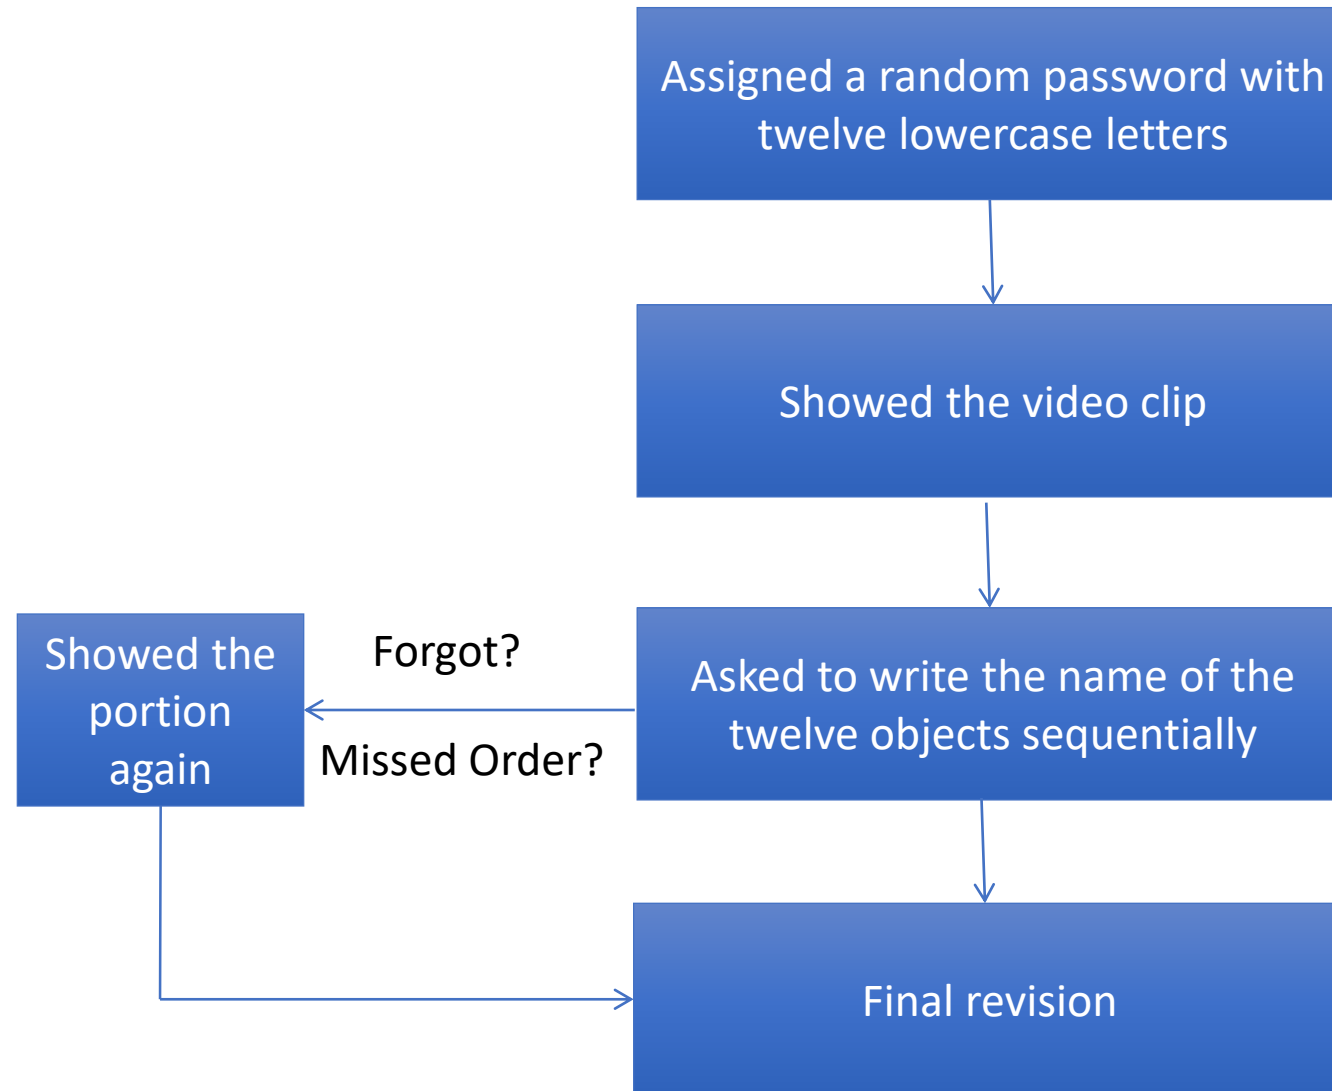 Assigned a random password with
twelve lowercase letters
Showed the video clip
Asked to write the name of the
twelve objects sequentially
Forgot?
Missed Order?
Showed the
portion
again
Final revision